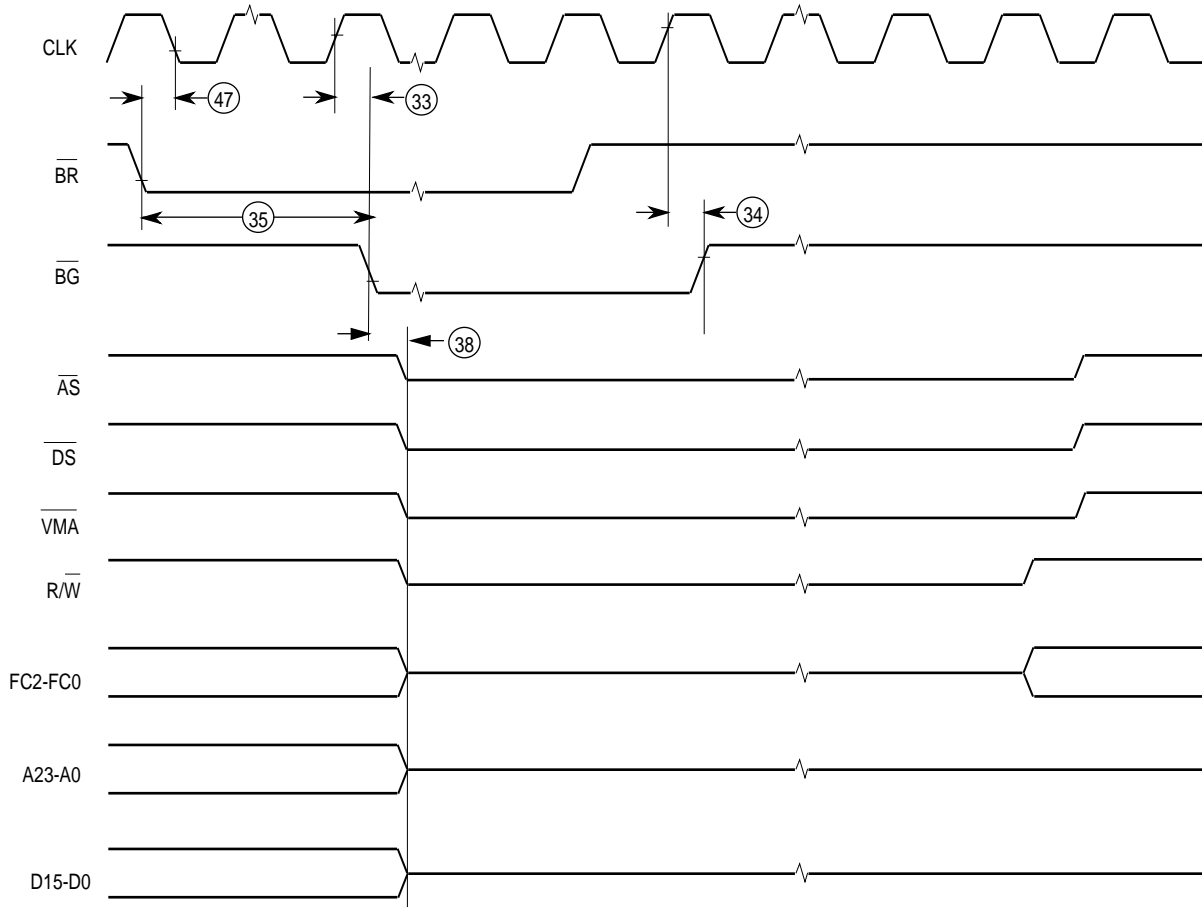 CLK
47
33
BR
35
34
BG
38
AS
DS
VMA
R/W
FC2-FC0
A23-A0
D15-D0